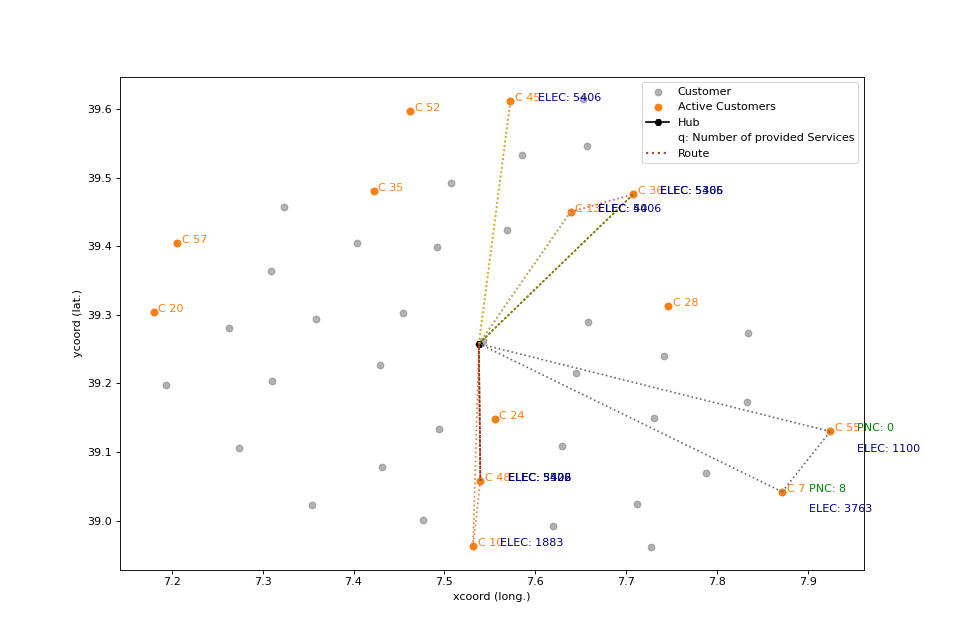 Customer
Active Customers
Hub
q: Number of provided Services
Route
C 45 ELEC: 5406
C 52
C 35
C 36
C 13
C 57
C 20
C 28
C 24
C 55 PNC: 0
ELEC: 1100
C 48
C 7 PNC: 8
ELEC: 3763
C 10 ELEC: 1883
39.6
39.5
39.4
39.3
39.2
39.1
39.0
ycoord (lat.)
7.2 7.3 7.4 7.5 7.6 7.7 7.8 7.9
xcoord (long.)